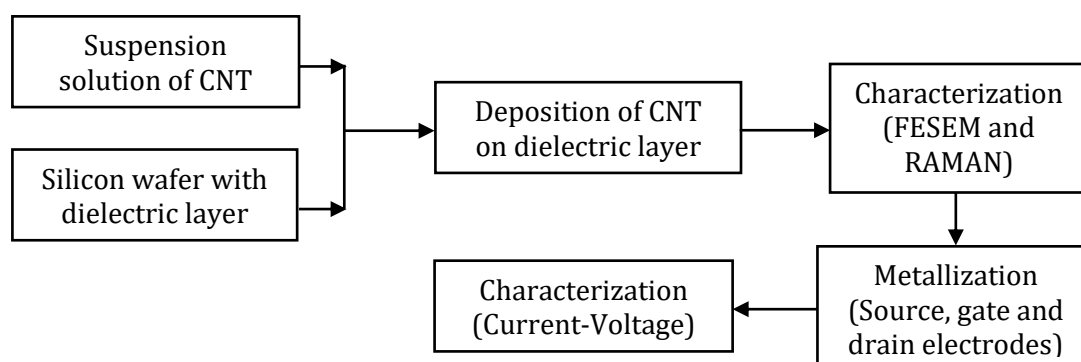 Suspension
solution of CNT
Silicon wafer with
dielectric layer
Deposition of CNT
on dielectric layer
Characterization
(FESEM and
RAMAN)
Metallization
(Source, gate and
drain electrodes)
Characterization
(Current-Voltage)